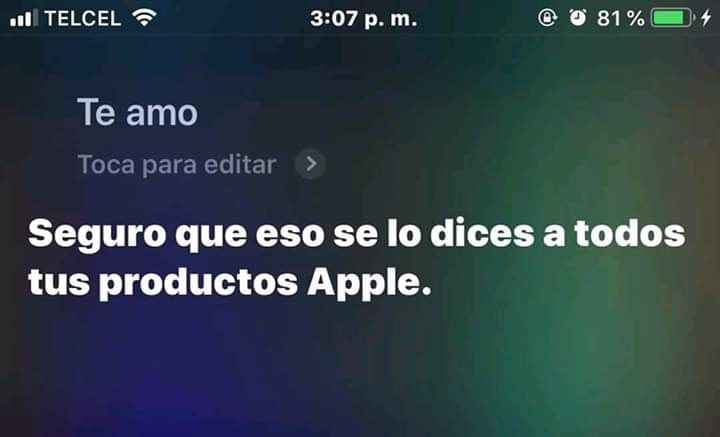 TELCEL 3:07 p. m. 81 %
Te amo
Toca para editar
Seguro que eso se lo dices a todos
tus productos Apple.